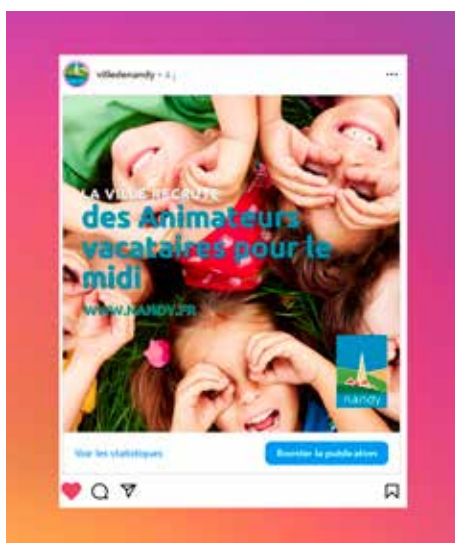 villedenandy • 4 j
LA VILLE RECRUTE
des Animateurs
vacataires pour le
midi
WWW.NANDY.FR
nandy
Voir les statistiques
Booster la publication